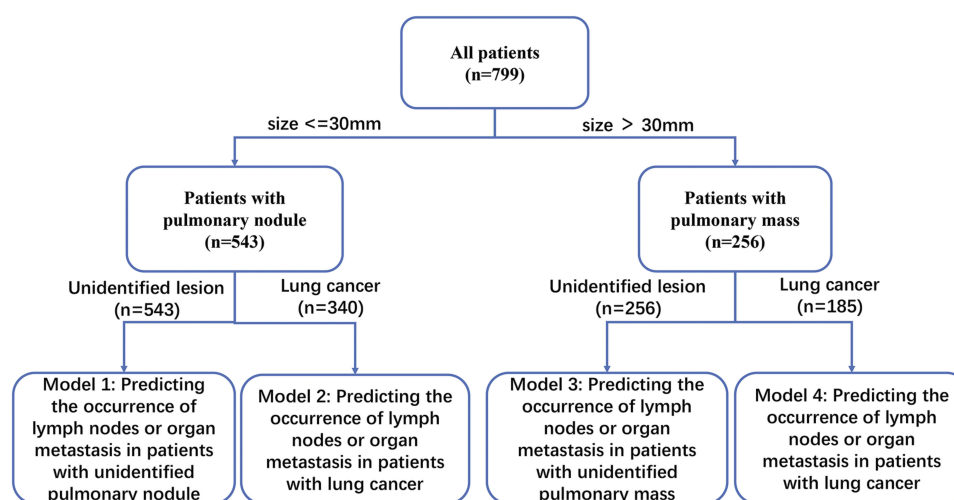 All patients
(n=799)
size <=30mm
size > 30mm
Patients with
pulmonary nodule
(n=543)
Patients with
pulmonary mass
(n=256)
Unidentified lesion
(n=543)
Lung cancer
(n=340)
Unidentified lesion
(n=256)
Lung cancer
(n=185)
Model 1: Predicting
the occurrence of
lymph nodes or organ
metastasis in patients
with unidentified
pulmonary nodule
Model 2: Predicting the
occurrence of lymph
nodes or organ
metastasis in patients
with lung cancer
Model 3: Predicting the
occurrence of lymph
nodes or organ
metastasis in patients
with unidentified
pulmonary mass
Model 4: Predicting the
occurrence of lymph
nodes or organ
metastasis in patients
with lung cancer